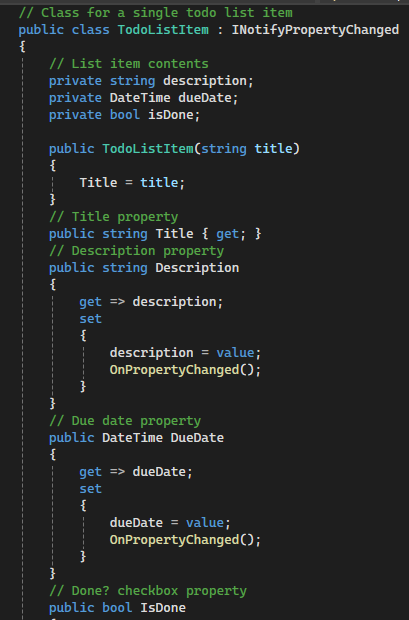 // Class for a single todo list item
public class TodoListItem : INotifyPropertyChanged
{
// List item contents
private string description;
private DateTime dueDate;
private bool isDone;
public TodoListItem(string title)
{
Title = title;
}
// Title property
public string Title { get; }
// Description property
public string Description
{
get => description;
set
{
description = value;
OnPropertyChanged();
}
}
// Due date property
public DateTime DueDate
{
get => dueDate;
set
{
dueDate = value;
OnPropertyChanged();
}
}
// Done? checkbox property
public bool IsDone